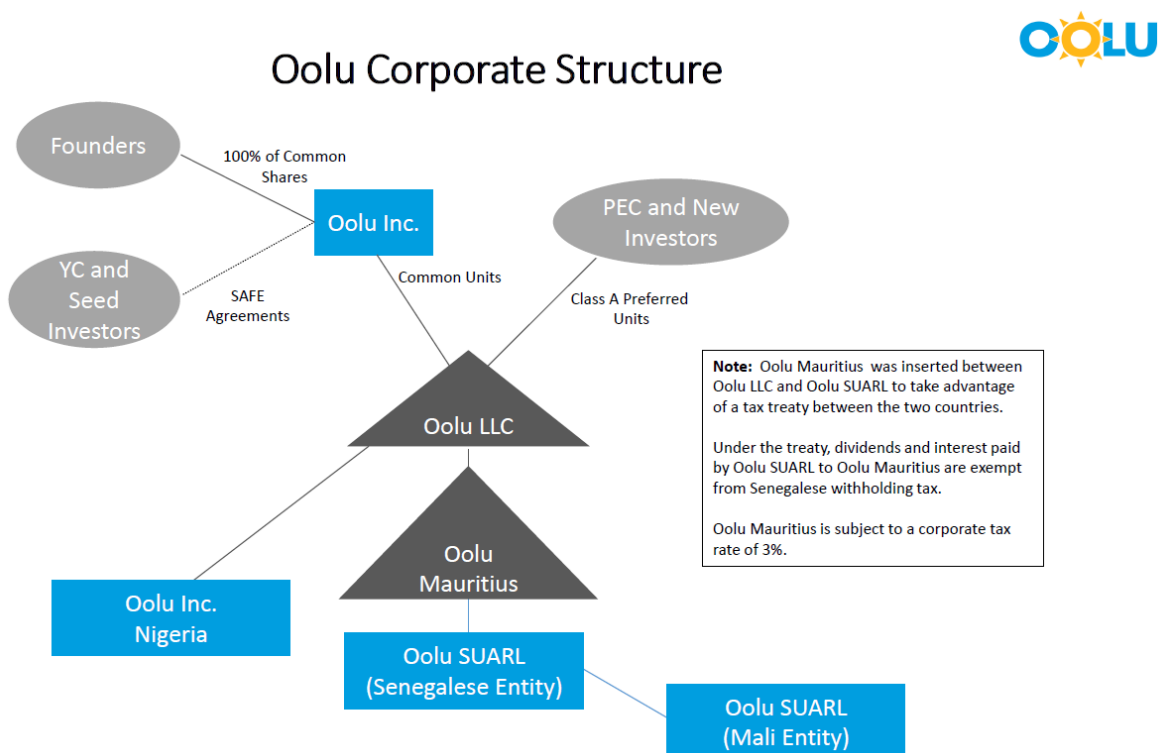 OOLU
Oolu Corporate Structure
Founders
100% of Common
Shares
Oolu Inc.
PEC and New
Investors
YC and
Seed
Investors
SAFE
Agreements
Common Units
Class A Preferred
Units
Oolu LLC
Note:  Oolu Mauritius  was inserted between
Oolu LLC and Oolu SUARL to take advantage
of a tax treaty between the two countries.
Under the treaty, dividends and interest paid
by Oolu SUARL to Oolu Mauritius are exempt
from Senegalese withholding tax.
Oolu Mauritius is subject to a corporate tax
rate of 3%.
Oolu
Mauritius
Oolu Inc.
Nigeria
Oolu SUARL
(Senegalese Entity)
Oolu SUARL
(Mali Entity)